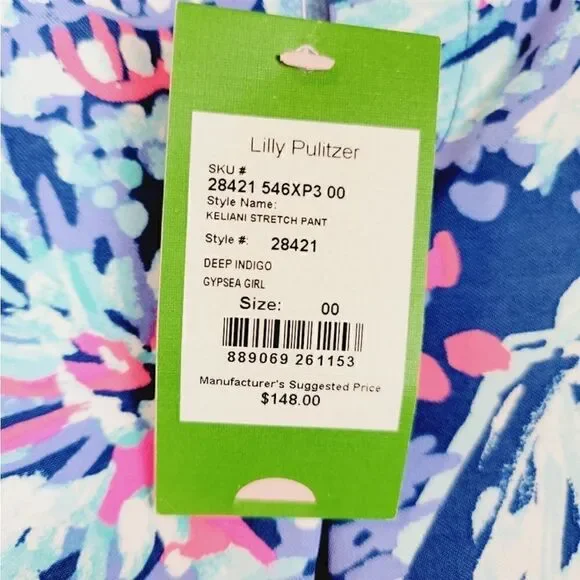 Lilly Pulitzer
SKU #
28421 546XP3 00
Style Name:
KELIANI STRETCH PANT
Style #: 28421
DEEP INDIGO
GYPSEA GIRL
Size: 00
889069 261153
Manufacturer's Suggested Price
$148.00